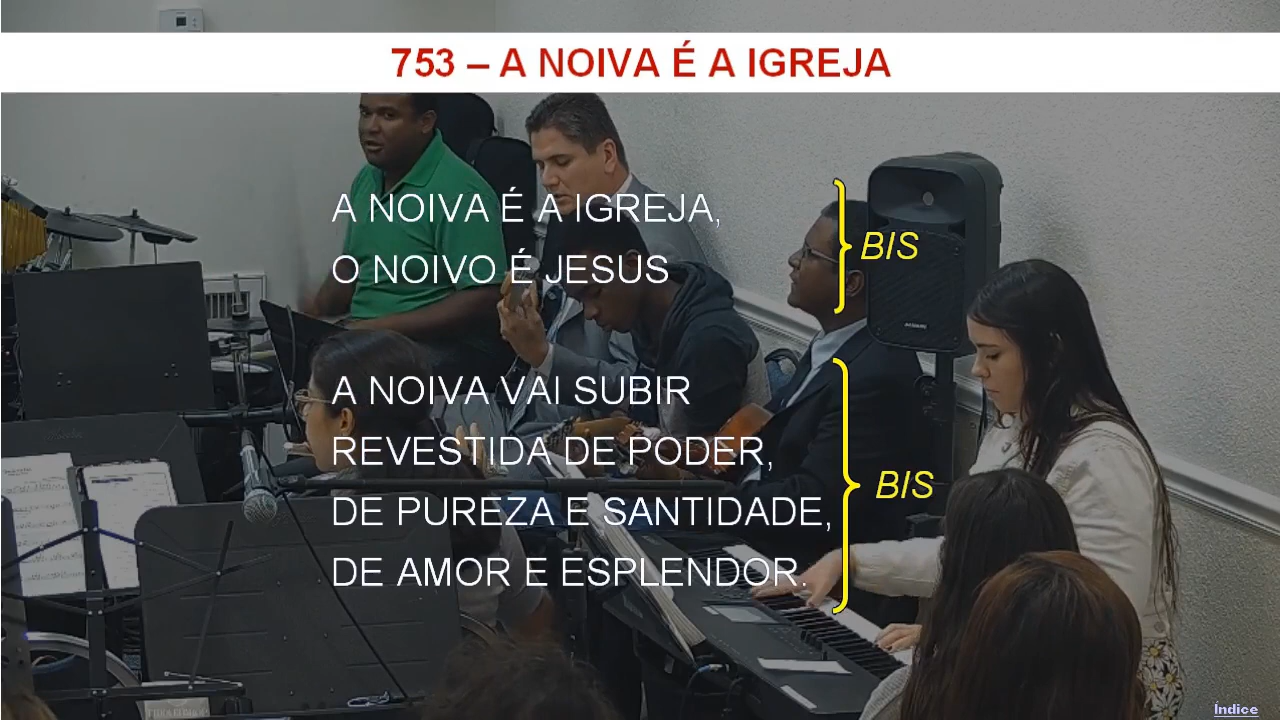 753 – A NOIVA É A IGREJA
A NOIVA É A IGREJA,
O NOIVO É JESUS
BIS
A NOIVA VAI SUBIR
REVESTIDA DE PODER,
DE PUREZA E SANTIDADE,
DE AMOR E ESPLENDOR.
BIS
Índice